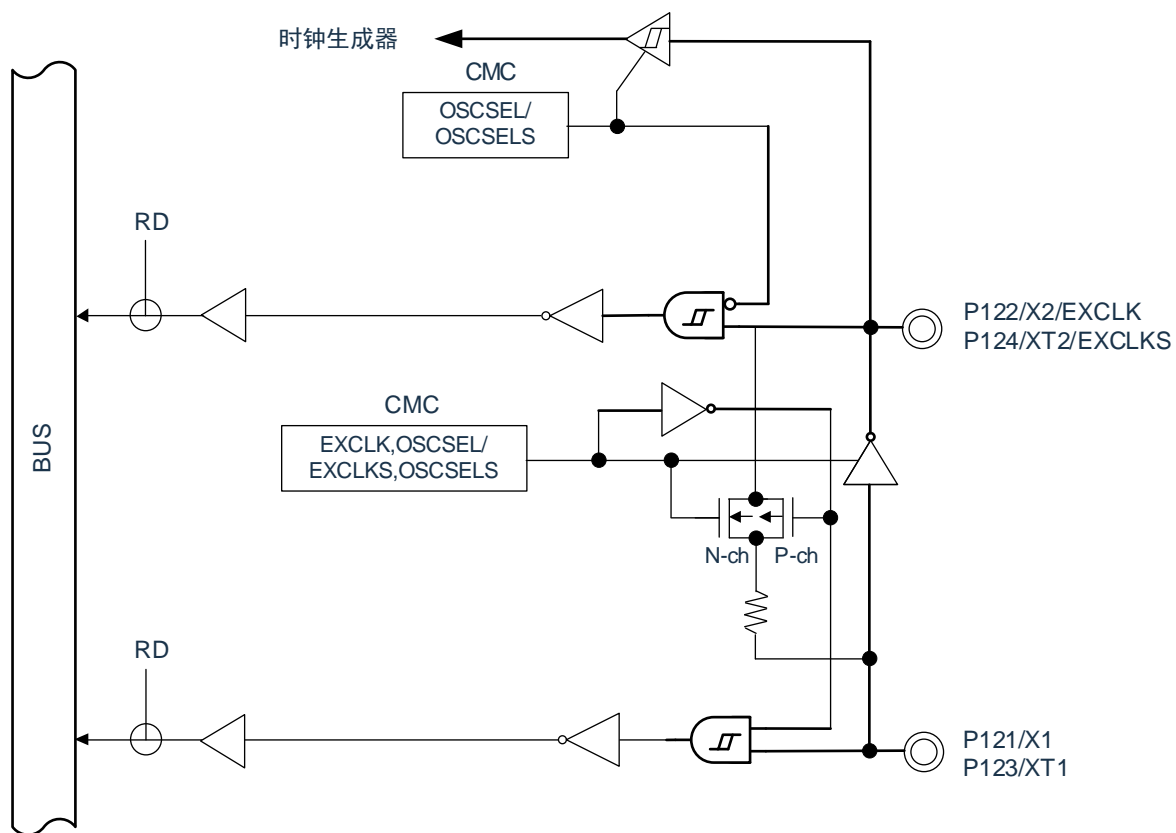 时钟生成器
CMC
OSCSEL/
OSCSELS
RD
P122/X2/EXCLK
P124/XT2/EXCLKS
CMC
EXCLK,OSCSEL/
EXCLKS,OSCSELS
BUS
N-ch
P-ch
RD
P121/X1
P123/XT1